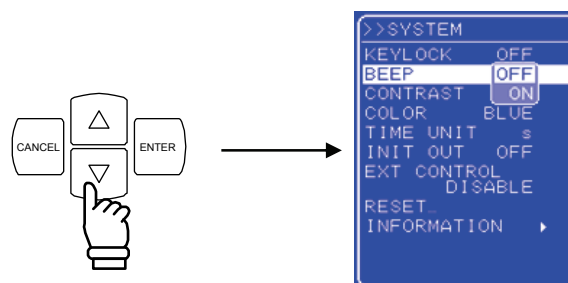 CANCEL
ENTER
>>SYSTEM
KEYLOCK OFF
BEEP OFF
CONTRAST ON
COLOR BLUE
TIME UNIT s
INIT OUT OFF
EXT CONTROL
DISABLE
RESET…
INFORMATION